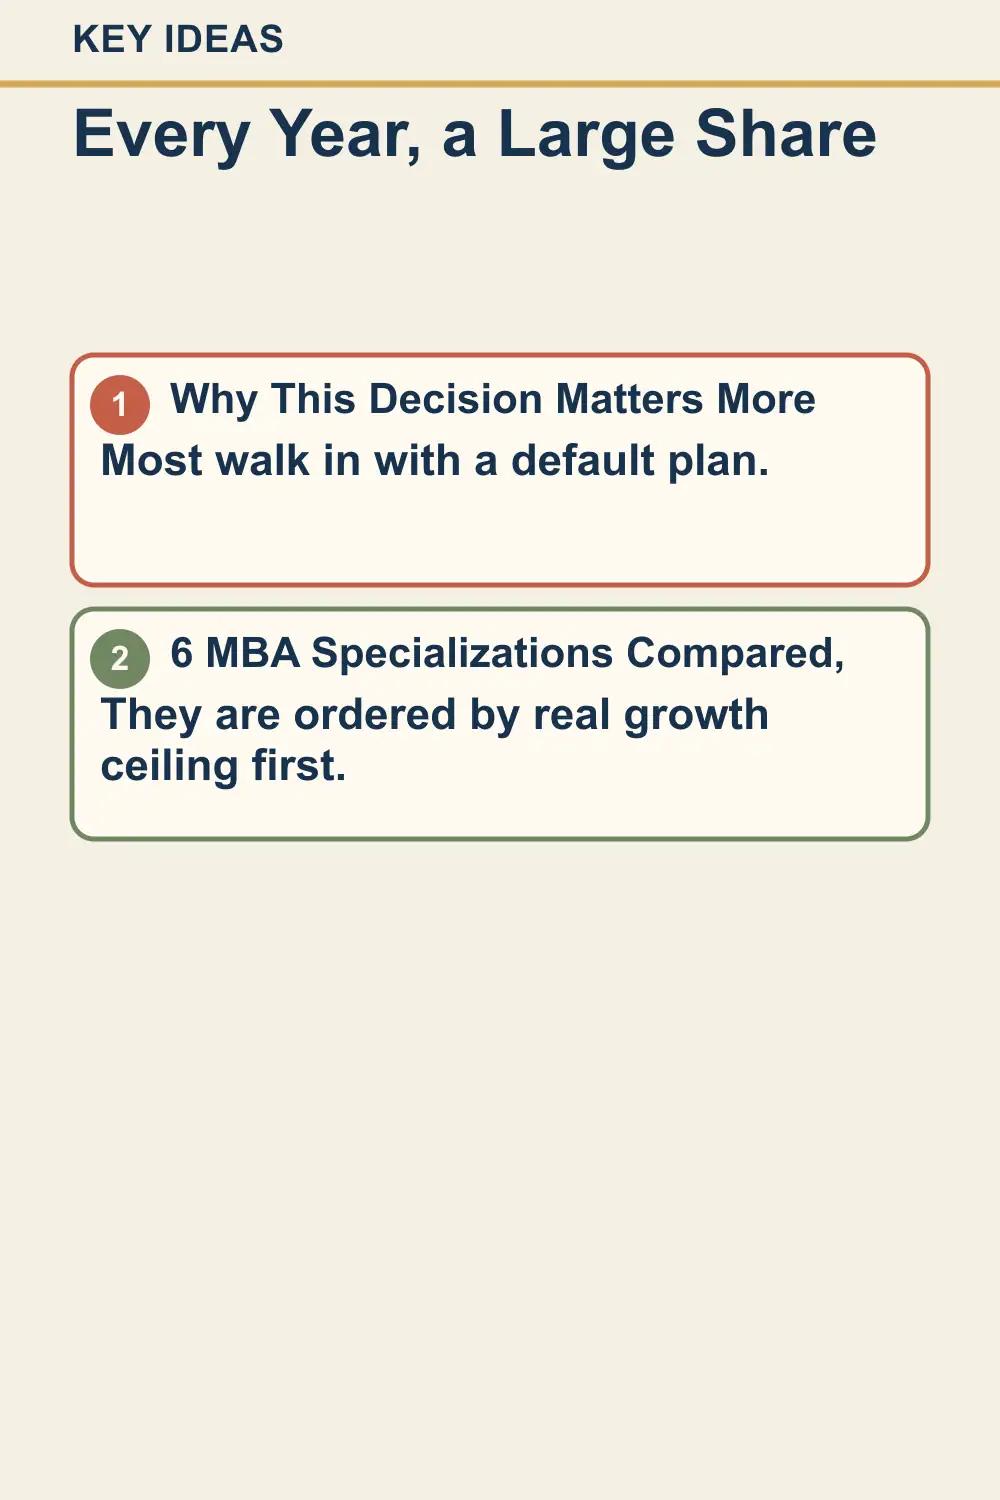 KEY IDEAS
Every Year, a Large Share
1 Why This Decision Matters More
Most walk in with a default plan.
2 6 MBA Specializations Compared,
They are ordered by real growth
ceiling first.